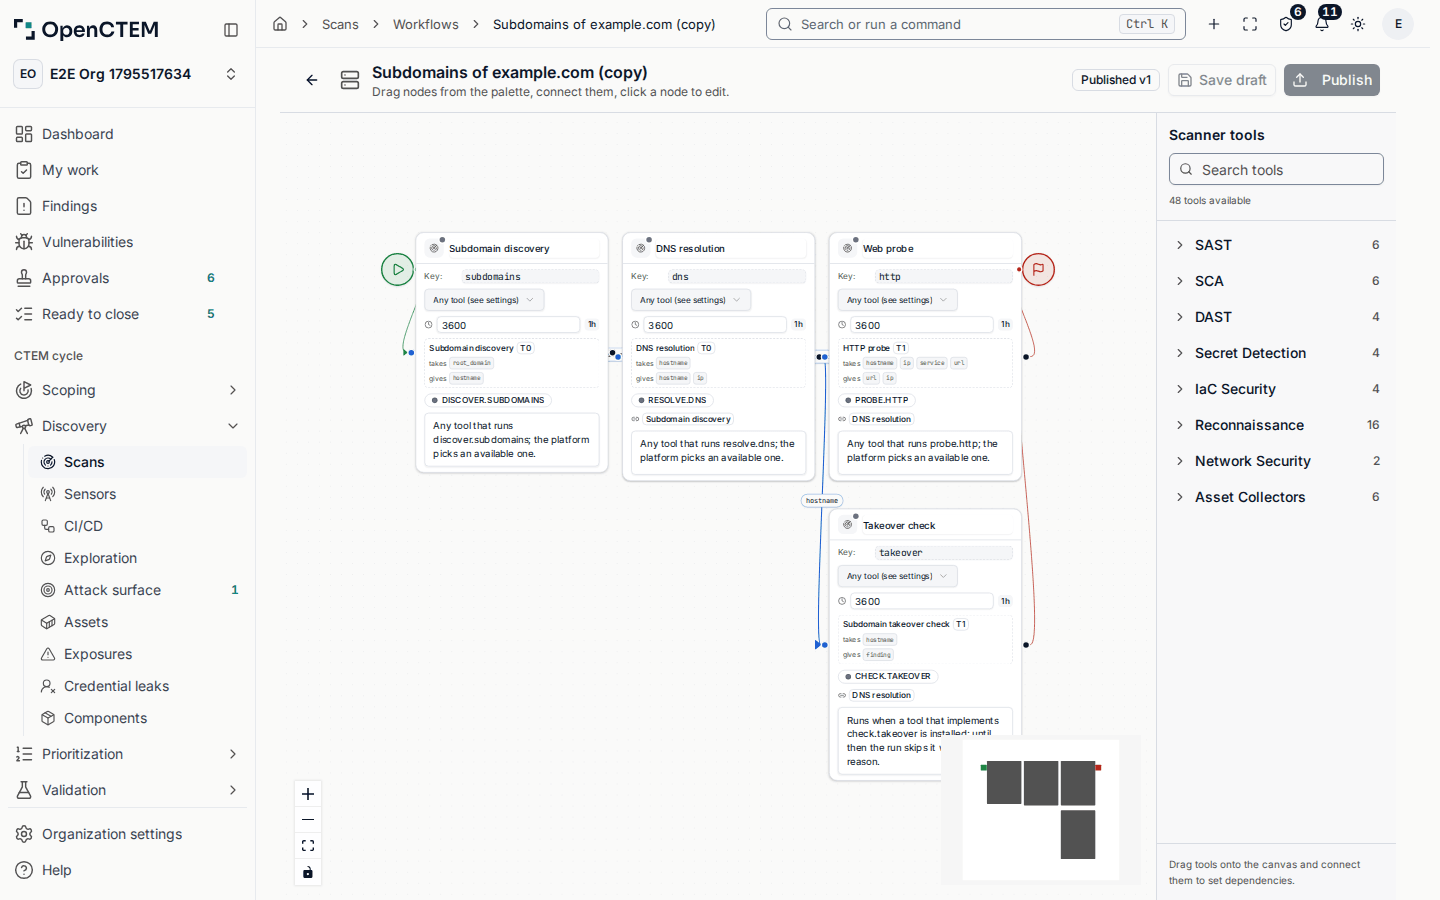 OpenCTEM
EO E2E Org 1795517634
Dashboard
My work
Findings
Vulnerabilities
Approvals 6
Ready to close 5
CTEM cycle
Scoping
Discovery
Scans
Sensors
CI/CD
Exploration
Attack surface 1
Assets
Exposures
Credential leaks
Components
Prioritization
Validation
Organization settings
Help
Scans
Workflows
Subdomains of example.com (copy)
Search or run a command Ctrl K
6
11
E
Subdomains of example.com (copy)
Drag nodes from the palette, connect them, click a node to edit.
Published v1
Save draft
Publish
Subdomain discovery
Key: subdomains
Any tool (see settings)
3600 1h
Subdomain discovery T0
takes root_domain
gives hostname
DISCOVER.SUBDOMAINS
Any tool that runs
discover.subdomains; the platform
picks an available one.
DNS resolution
Key: dns
Any tool (see settings)
3600 1h
DNS resolution T0
takes hostname
gives hostname ip
RESOLVE.DNS
Subdomain discovery
Any tool that runs resolve.dns; the
platform picks an available one.
Web probe
Key: http
Any tool (see settings)
3600 1h
HTTP probe T1
takes hostname ip service url
gives url ip
PROBE.HTTP
DNS resolution
Any tool that runs probe.http; the
platform picks an available one.
hostname
Takeover check
Key: takeover
Any tool (see settings)
3600 1h
Subdomain takeover check T1
takes hostname
gives finding
CHECK.TAKEOVER
DNS resolution
Runs when a tool that implements
check.takeover is installed; until
then the run skips it
reason.
Scanner tools
Search tools
48 tools available
SAST 6
SCA 6
DAST 4
Secret Detection 4
IaC Security 4
Reconnaissance 16
Network Security 2
Asset Collectors 6
Drag tools onto the canvas and connect
them to set dependencies.